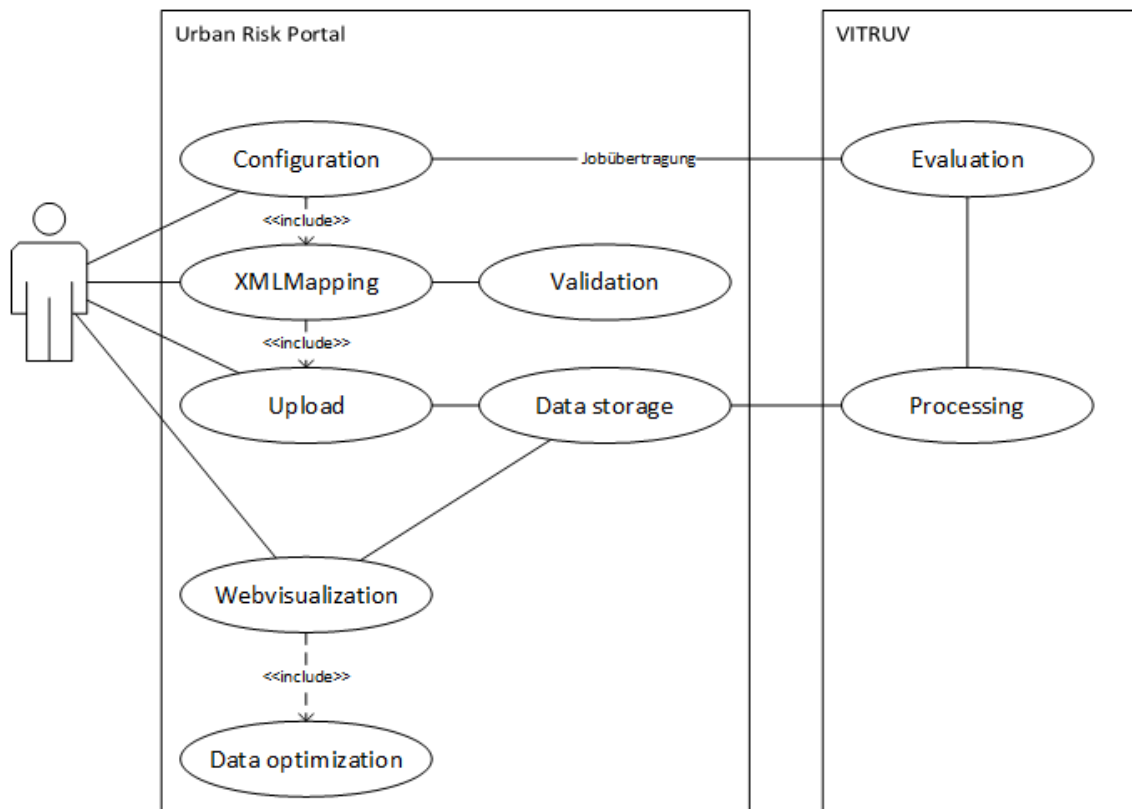 Urban Risk Portal
VITRUV
Configuration
Jobübertragung
Evaluation
<<include>>
XMLMapping
Validation
<<include>>
Upload
Data storage
Processing
Webvisualization
<<include>>
Data optimization